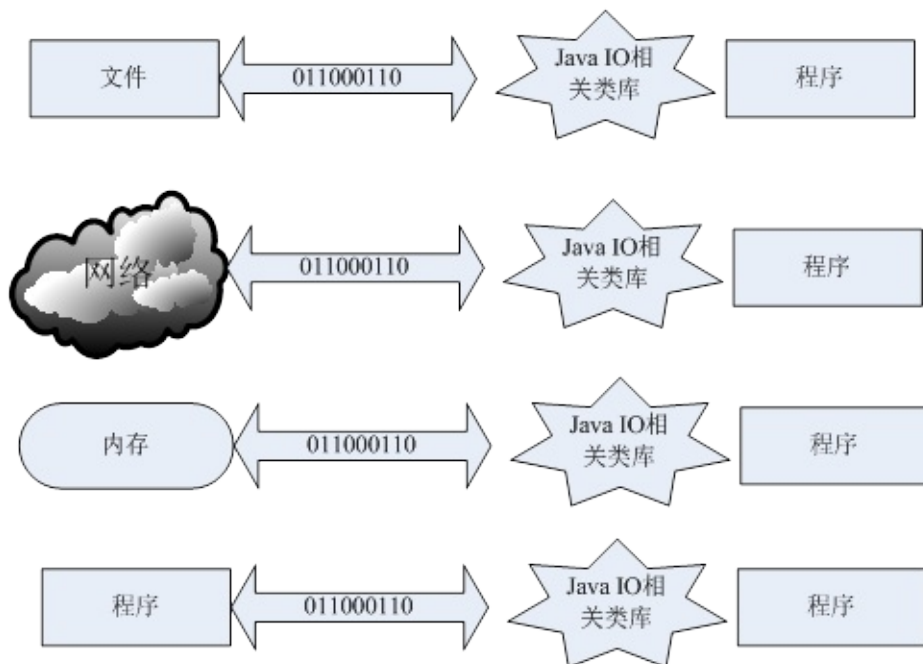 文件
011000110
Java IO相
关类库
程序
网络
011000110
Java IO相
关类库
程序
内存
011000110
Java IO相
关类库
程序
程序
011000110
Java IO相
关类库
程序